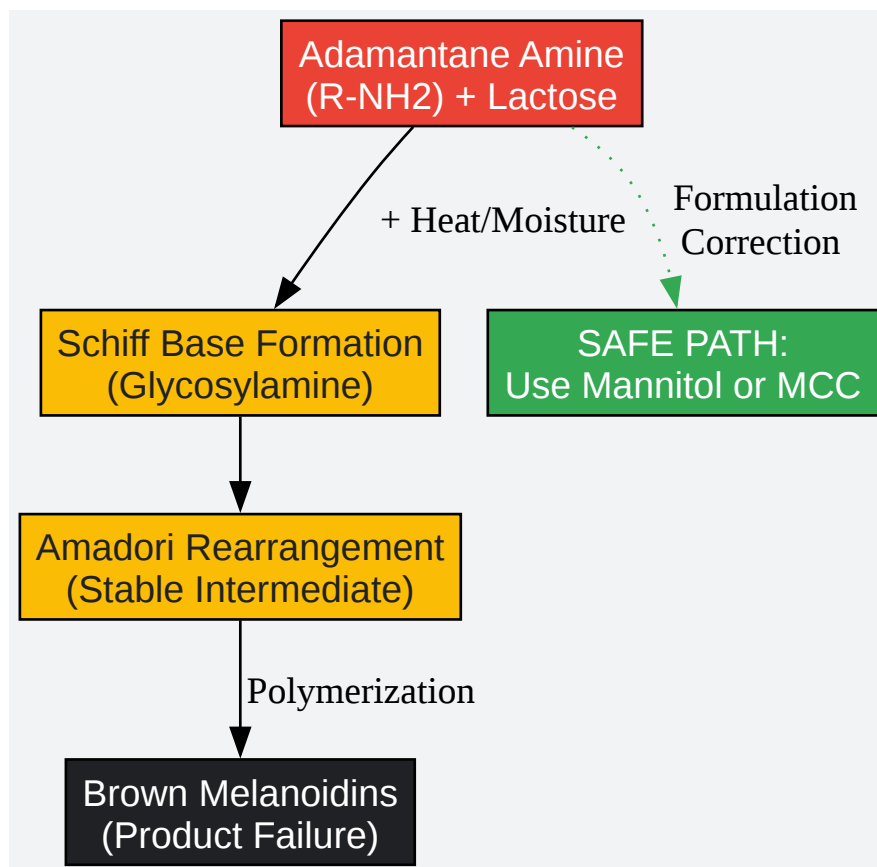 Adamantane Amine
(R-NH2) + Lactose
+ Heat/Moisture
Formulation
Correction
Schiff Base Formation
(Glycosylamine)
SAFE PATH:
Use Mannitol or MCC
Amadori Rearrangement
(Stable Intermediate)
Polymerization
Brown Melanoidins
(Product Failure)